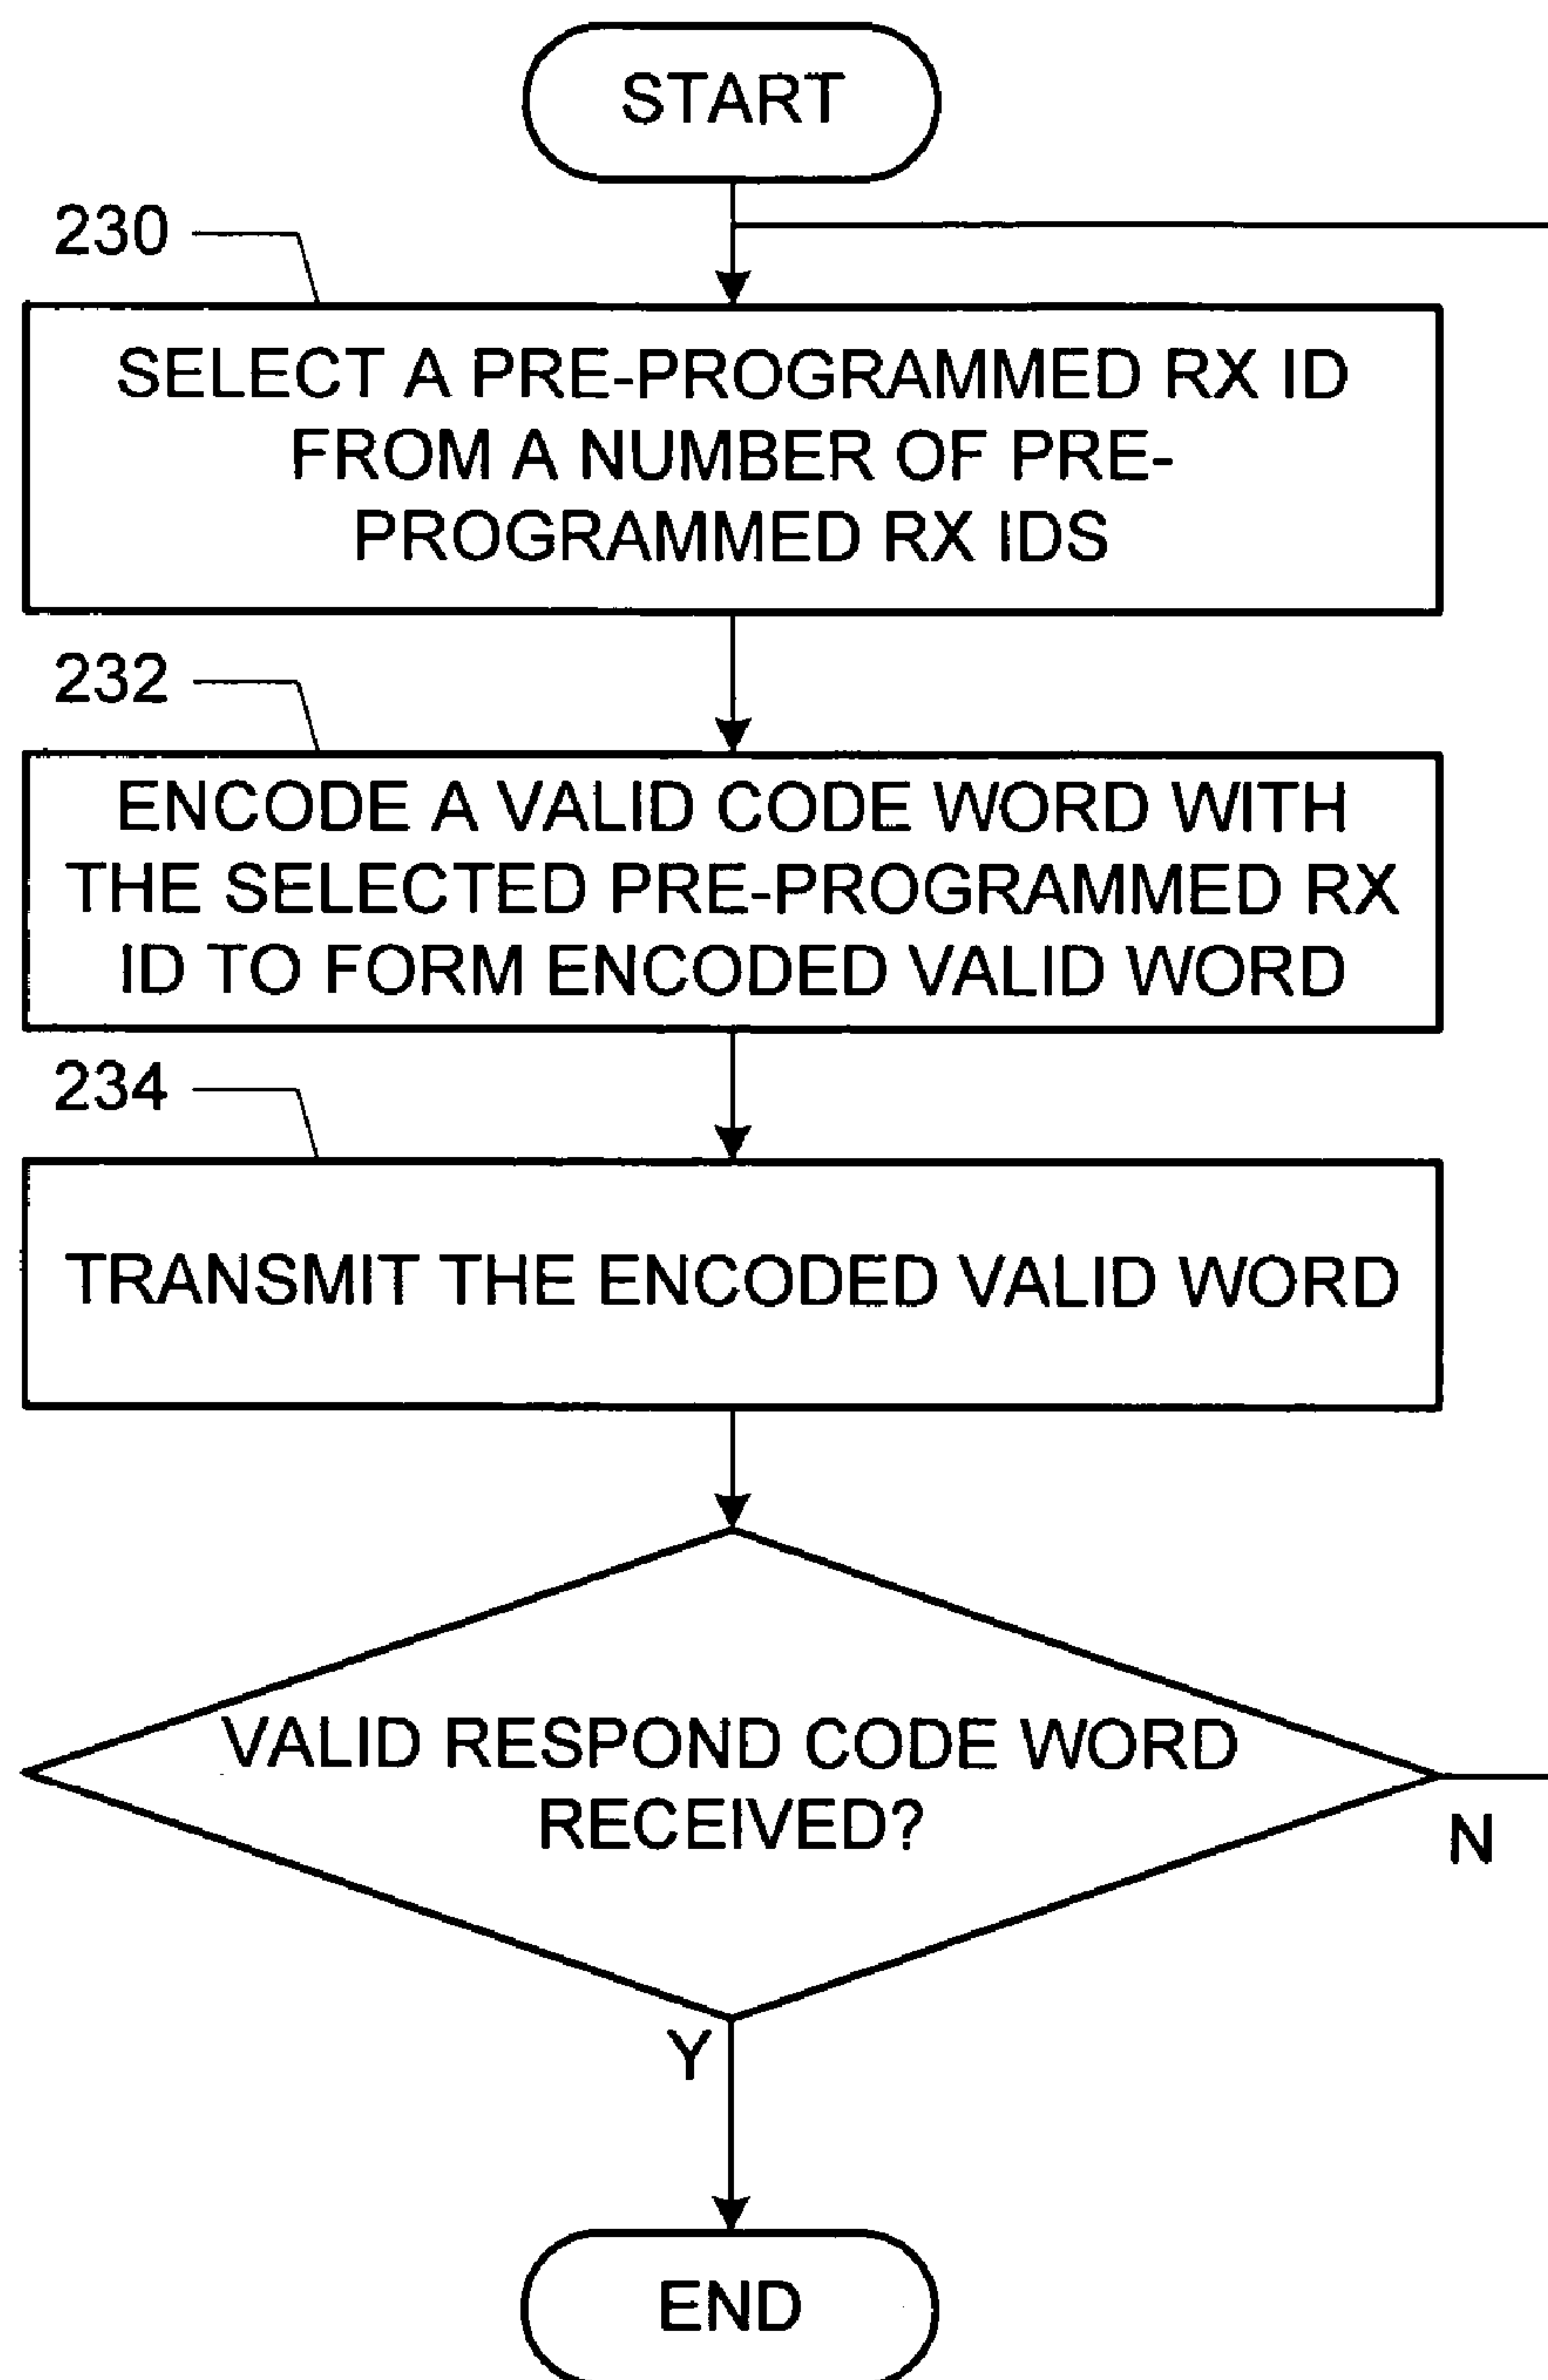 START
230
SELECT A PRE-PROGRAMMED RX ID
FROM A NUMBER OF PRE-
PROGRAMMED RX IDS
232
ENCODE A VALID CODE WORD WITH
THE SELECTED PRE-PROGRAMMED RX
ID TO FORM ENCODED VALID WORD
234
TRANSMIT THE ENCODED VALID WORD
VALID RESPOND CODE WORD
RECEIVED?
N
Y
END